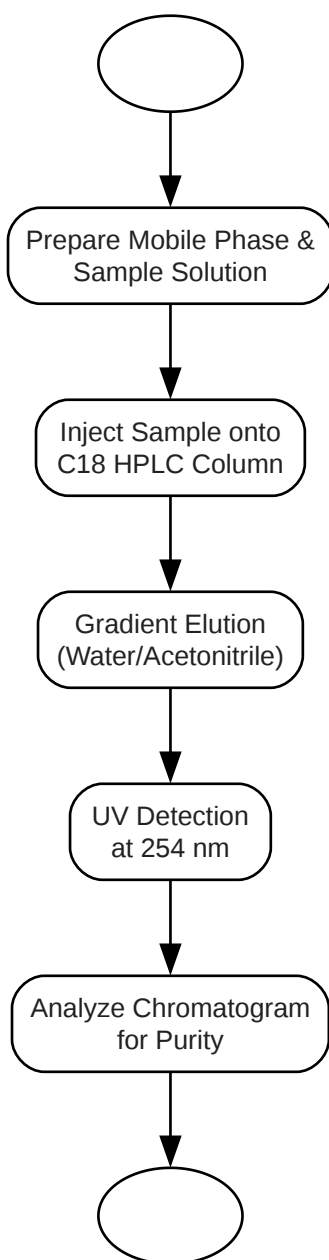 Prepare Mobile Phase &
Sample Solution
Inject Sample onto
C18 HPLC Column
Gradient Elution
(Water/Acetonitrile)
UV Detection
at 254 nm
Analyze Chromatogram
for Purity